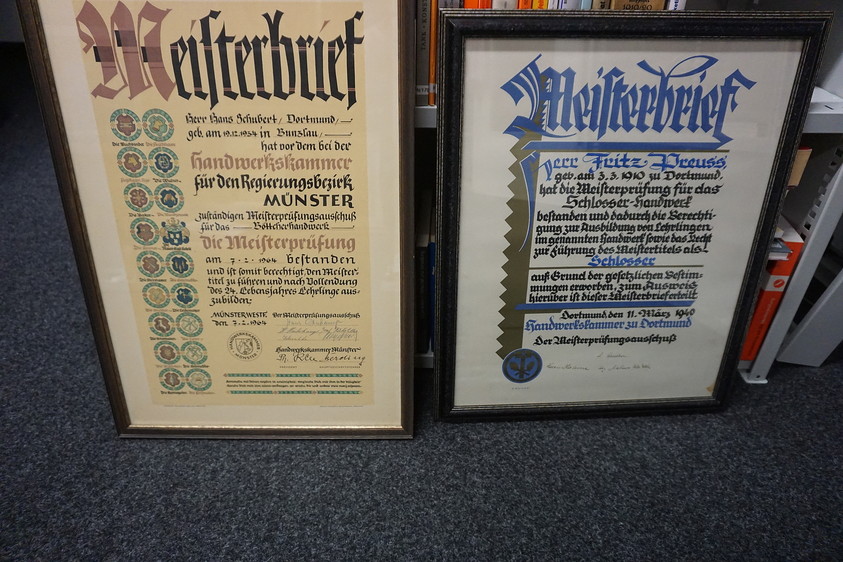 Meisterbrief
Herr Hans Schubert / Dortmund /
geb. am 19.12.1934 in Bunzlau /
hat vor dem bei der
Handwerkskammer
für den Regierungsbezirk
MÜNSTER
zuständigen Meisterprüfungsausschuß
für das Böttcherhandwerk
die Meisterprüfung
am 7.2.1964 bestanden
und ist somit berechtigt, den Meister-
titel zu führen und nach Vollendung
des 24. Lebensjahres Lehrlinge aus-
zubilden:
MÜNSTER/WESTF. Der Meisterprüfungsausschuß
den 7.2.1964
Handwerkskammer Münster
Meisterbrief
Herr Fritz Preuss,
geb. am 3.3.1910 zu Dortmund,
hat die Meisterprüfung für das
Schlosser-Handwerk
bestanden und dadurch die Berechti-
gung zur Ausbildung von Lehrlingen
im genannten Handwerk sowie das Recht
zur Führung des Meistertitels als
Schlosser
auf Grund der gesetzlichen Bestim-
mungen erworben, zum Ausweis
hierüber ist dieser Meisterbrief erteilt
Dortmund den 11. März 1940
Handwerkskammer zu Dortmund
Der Meisterprüfungsausschuß